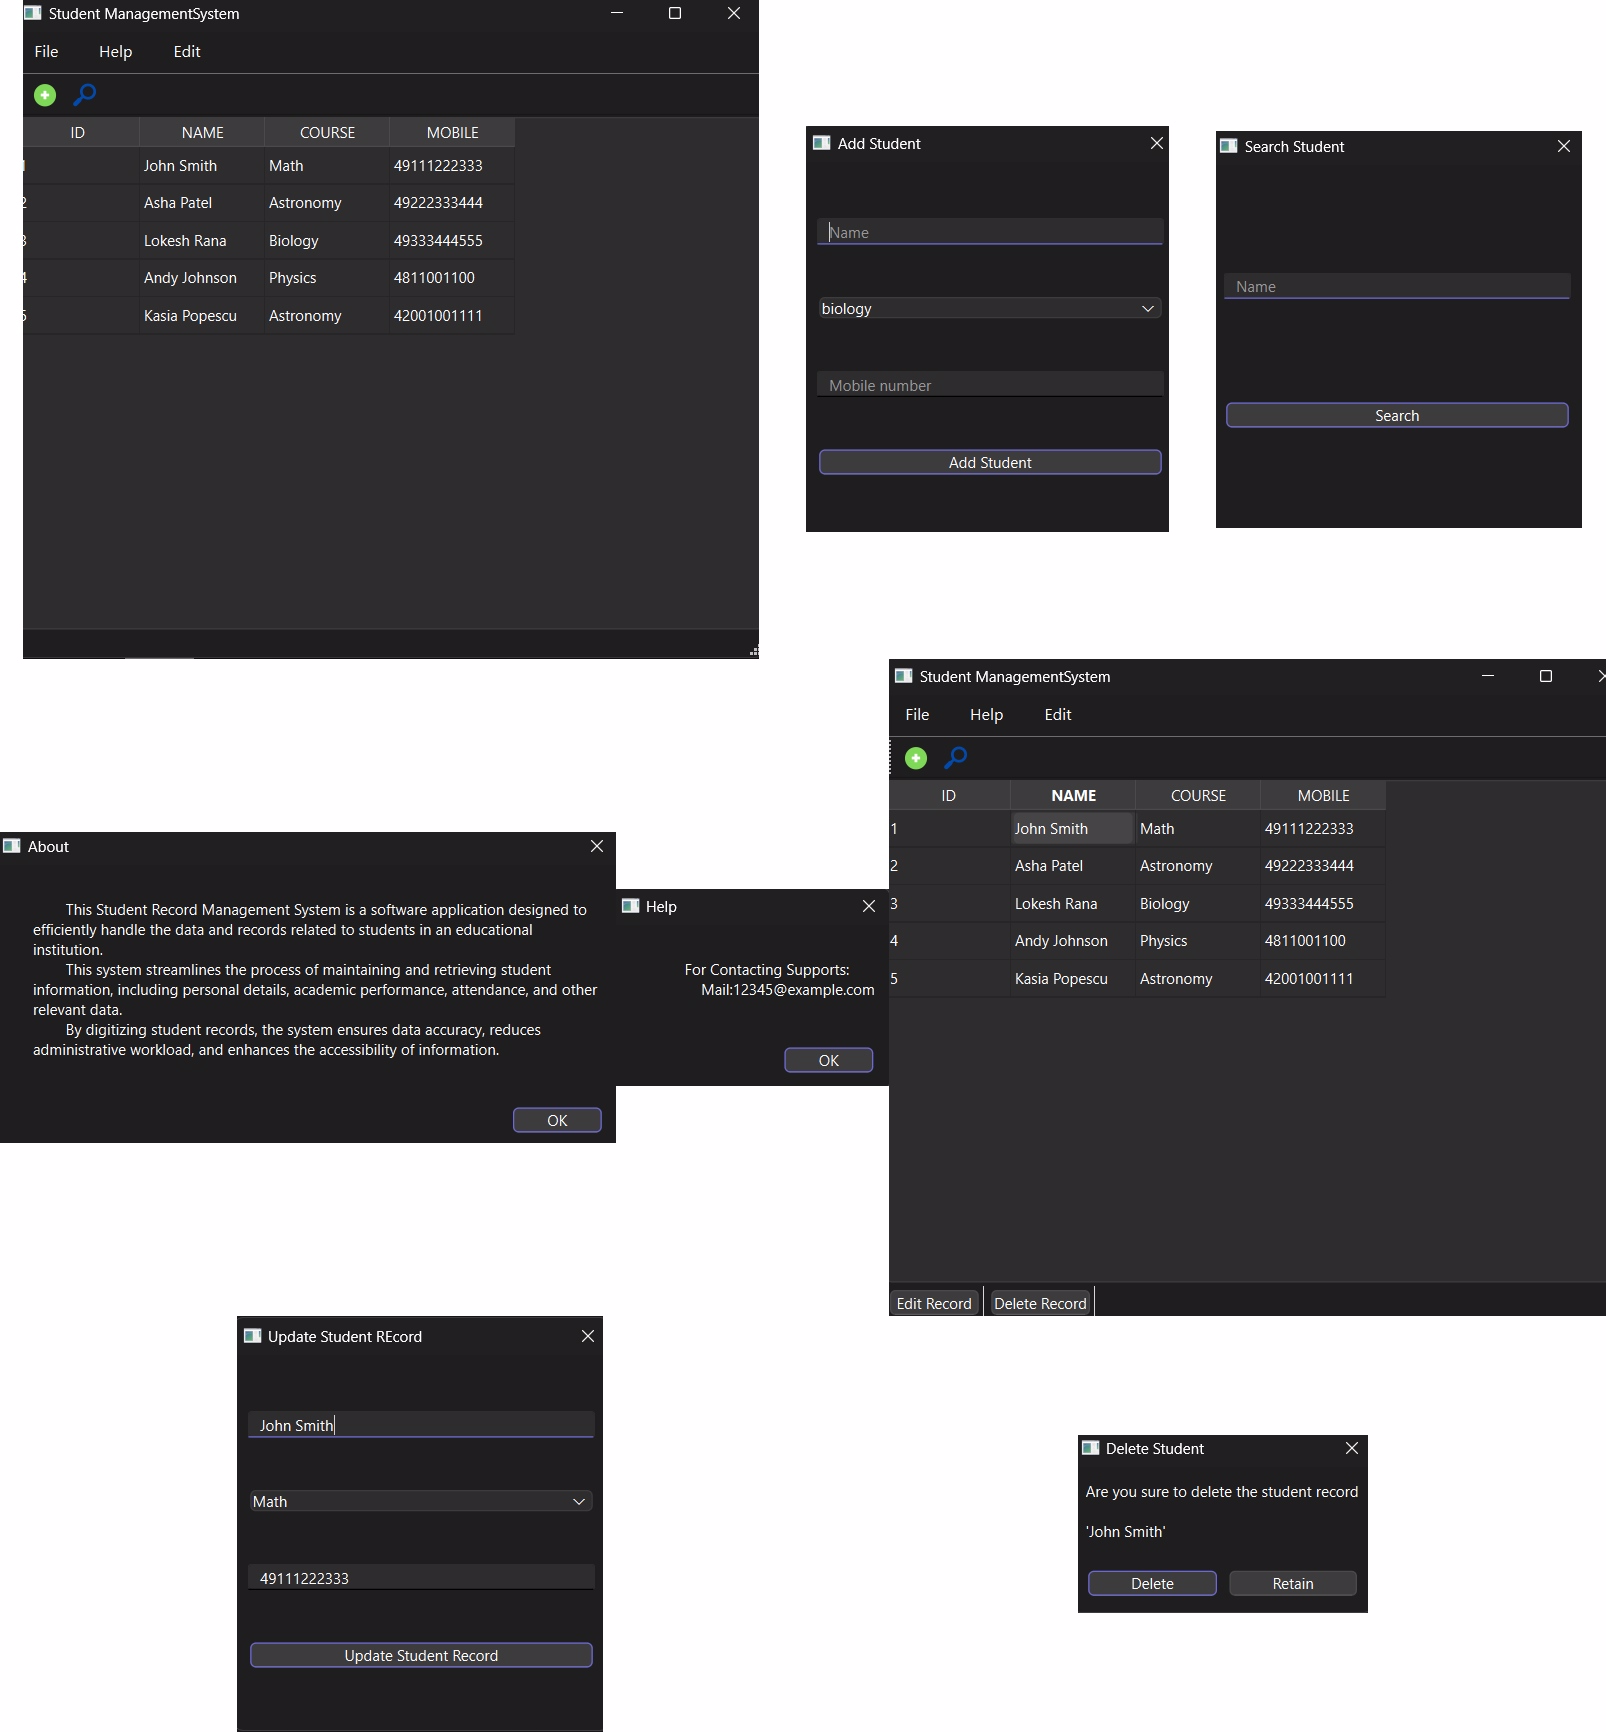 Student ManagementSystem
File Help Edit
ID NAME COURSE MOBILE
1 John Smith Math 49111222333
2 Asha Patel Astronomy 49222333444
3 Lokesh Rana Biology 49333444555
4 Andy Johnson Physics 4811001100
5 Kasia Popescu Astronomy 42001001111
Add Student
Name
biology
Mobile number
Add Student
Search Student
Name
Search
Student ManagementSystem
File Help Edit
ID NAME COURSE MOBILE
1 John Smith Math 49111222333
2 Asha Patel Astronomy 49222333444
3 Lokesh Rana Biology 49333444555
4 Andy Johnson Physics 4811001100
5 Kasia Popescu Astronomy 42001001111
Edit Record Delete Record
About
This Student Record Management System is a software application designed to
efficiently handle the data and records related to students in an educational
institution.
This system streamlines the process of maintaining and retrieving student
information, including personal details, academic performance, attendance, and other
relevant data.
By digitizing student records, the system ensures data accuracy, reduces
administrative workload, and enhances the accessibility of information.
OK
Help
For Contacting Supports:
Mail:12345@example.com
OK
Update Student REcord
John Smith
Math
49111222333
Update Student Record
Delete Student
Are you sure to delete the student record
'John Smith'
Delete Retain